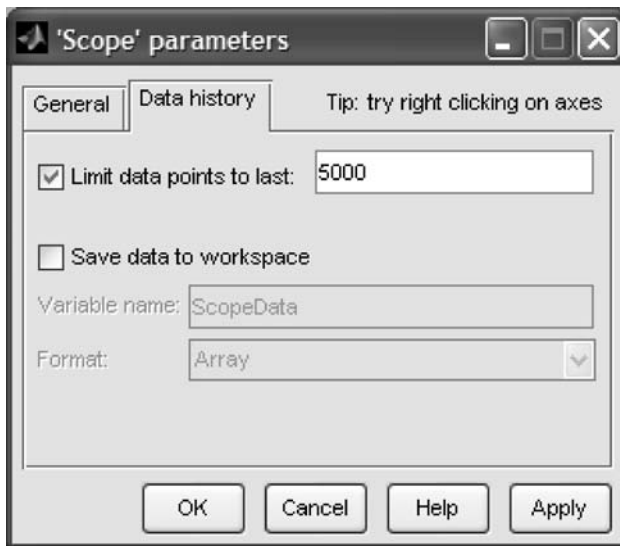 'Scope' parameters
General Data history Tip: try right clicking on axes
Limit data points to last: 5000
Save data to workspace
Variable name: ScopeData
Format: Array
OK Cancel Help Apply